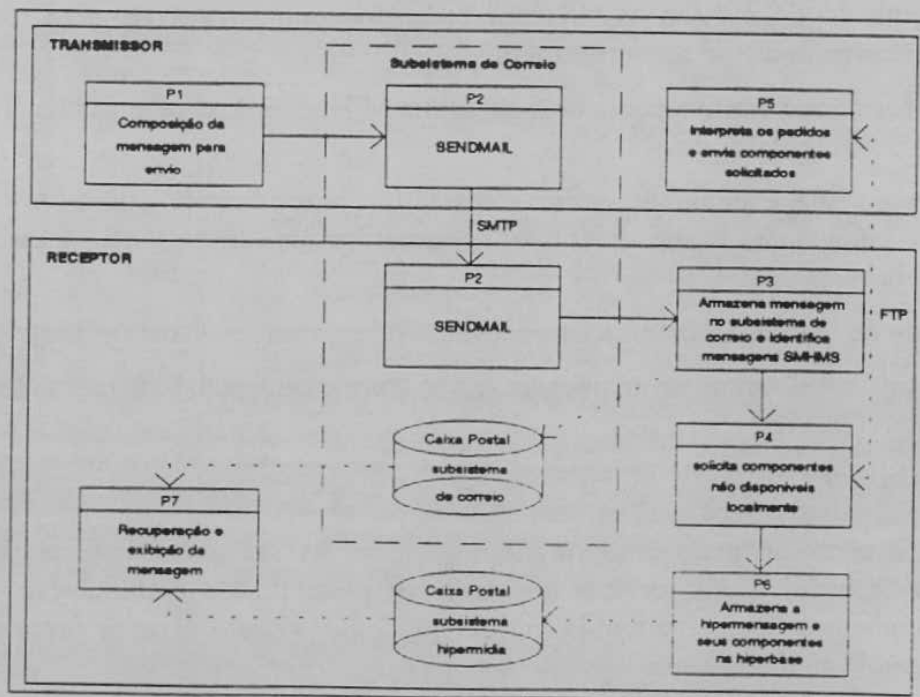 TRANSMISSOR
Subsistema de Correio
P1
Composição da
mensagem para
envio
P2
SENDMAIL
P5
Interpreta os pedidos
e envia componentes
solicitados
SMTP
RECEPTOR
P2
SENDMAIL
P3
Armazena mensagem
no subsistema de
correio e identifica
mensagens SMHMS
FTP
Caixa Postal
subsistema
de correio
P4
solicita componentes
não disponíveis
localmente
P7
Recuperação e
exibição da
mensagem
Caixa Postal
subsistema
hipermídia
P6
Armazena a
hipermensagem e
seus componentes
na hiperbase